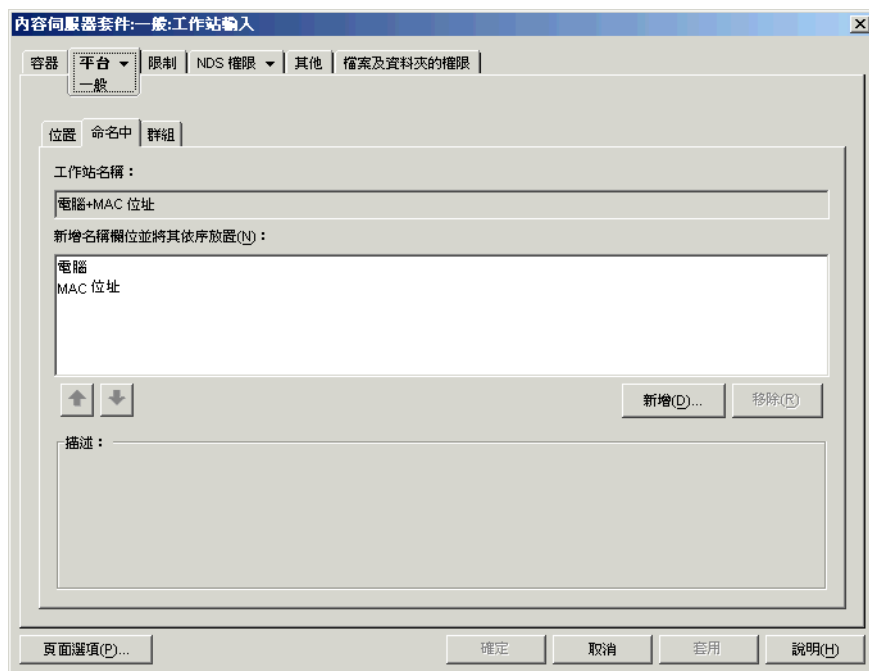 內容伺服器套件:一般:工作站輸入
容器 平台 限制 NDS 權限 其他 檔案及資料夾的權限
一般
位置 命名中 群組
工作站名稱：
電腦+MAC 位址
新增名稱欄位並將其依序放置(N)：
電腦
MAC 位址
新增(D)... 移除(R)
描述：
頁面選項(P)... 確定 取消 套用 說明(H)